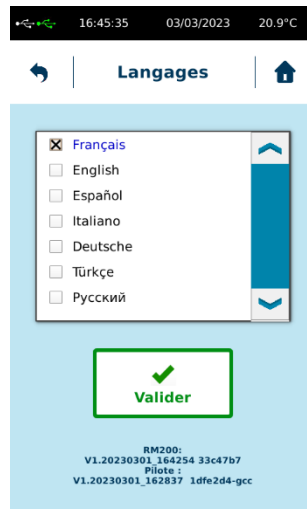 16:45:35 03/03/2023 20.9°C
Langages
Français
English
Español
Italiano
Deutsche
Türkçe
Русский
Valider
RM200:
V1.20230301_164254 33c47b7
Pilote :
V1.20230301_162837 1dfe2d4-gcc